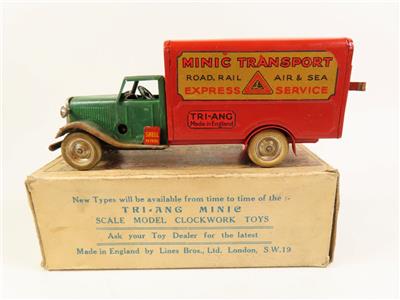 MINIC TRANSPORT
ROAD, RAIL AIR & SEA
EXPRESS SERVICE
TRI-ANG
Made in England
SHELL
PETROL
New Types will be available from time to time of the :-
TRI-ANG MINIC
SCALE MODEL CLOCKWORK TOYS
Ask your Toy Dealer for the latest
Made in England by Lines Bros., Ltd. London, S.W.19